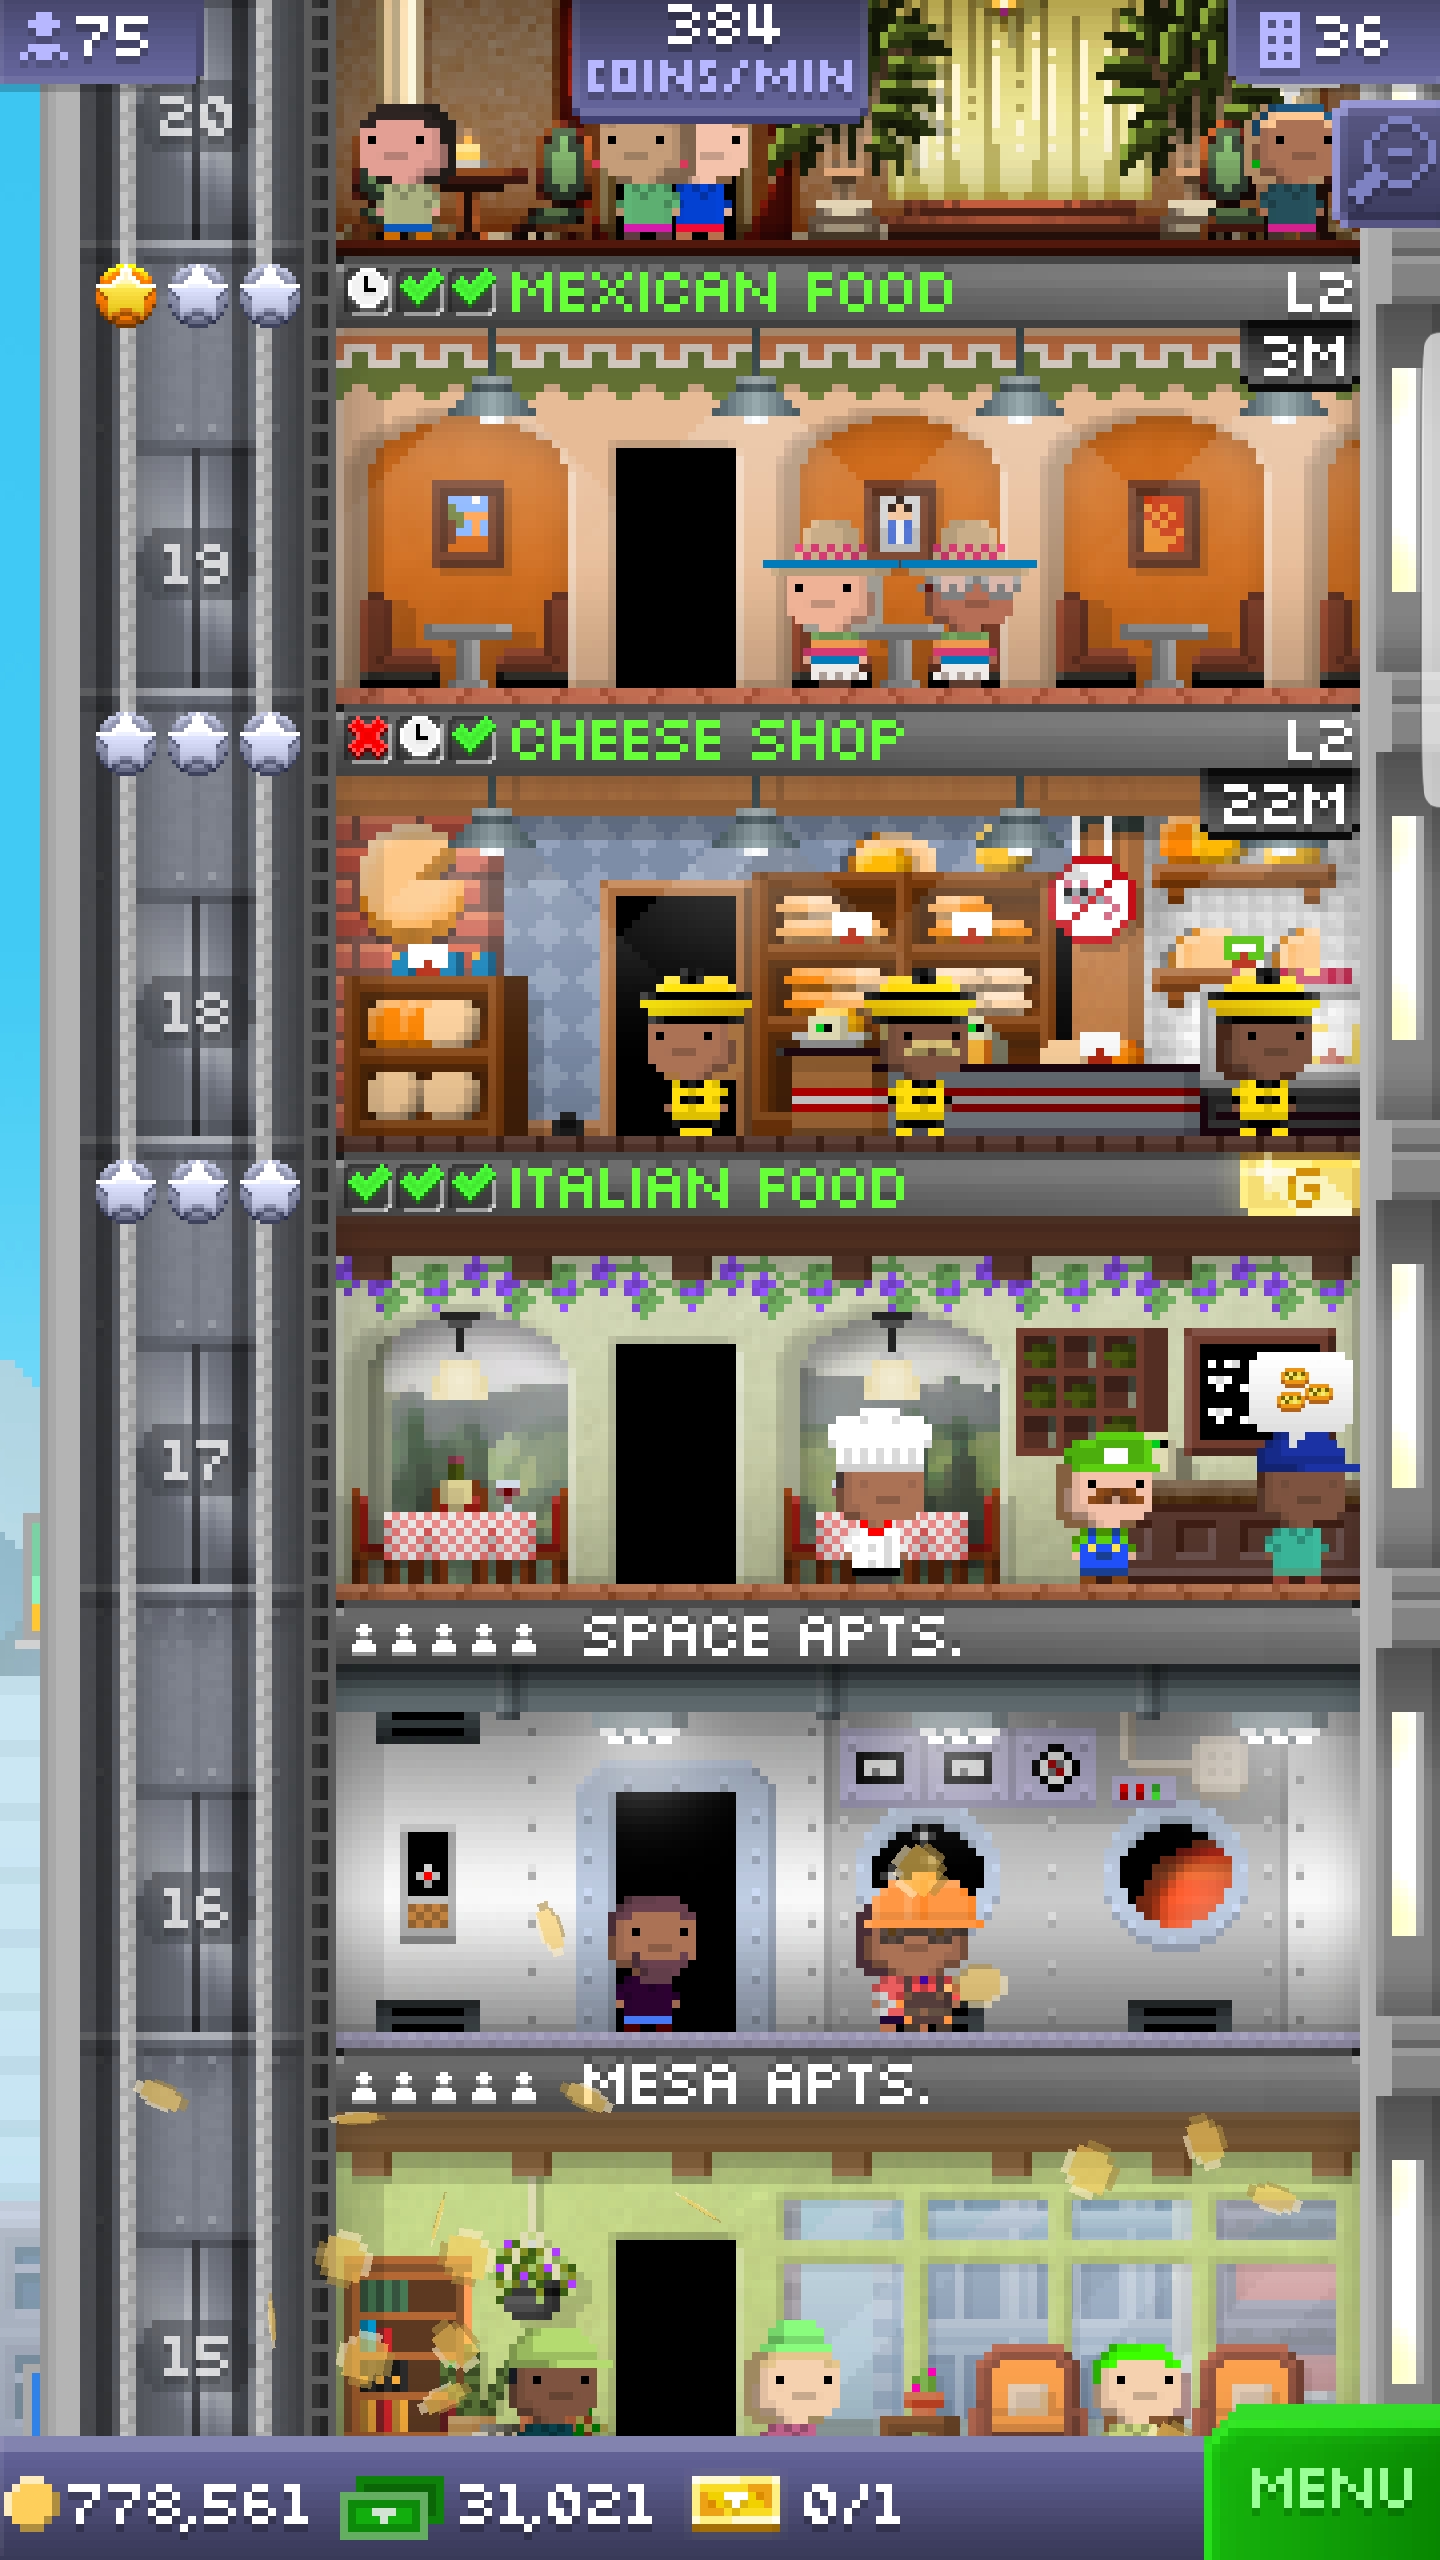 75
384
COINS/MIN
36
20
MEXICAN FOOD
L2
3M
19
CHEESE SHOP
L2
22M
18
ITALIAN FOOD
G
17
SPACE APTS.
16
MESA APTS.
15
778,561
31,021
0/1
MENU